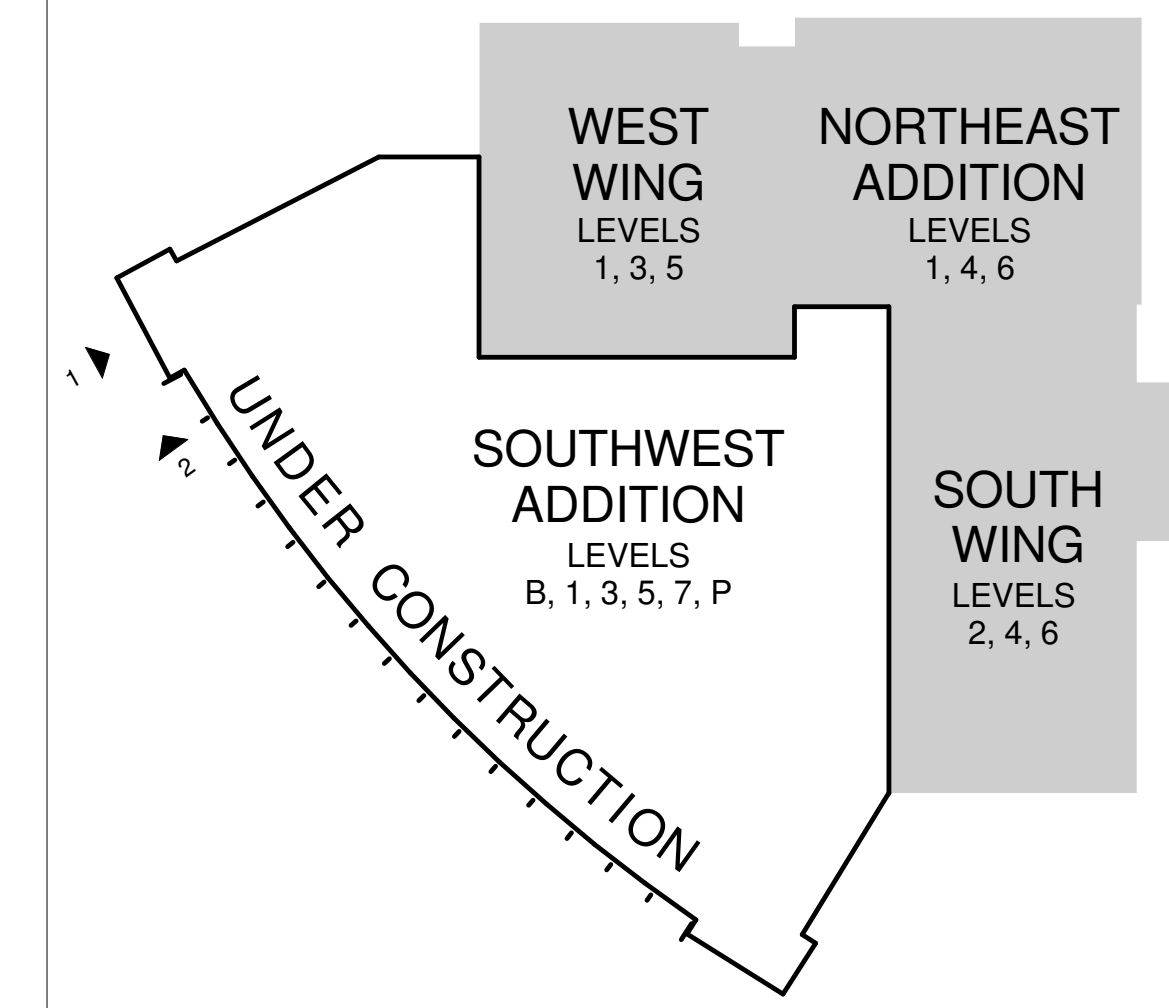 WEST
WING
LEVELS
1, 3, 5
NORTHEAST
ADDITION
LEVELS
1, 4, 6
1
2
UNDER CONSTRUCTION
SOUTHWEST
ADDITION
LEVELS
B, 1, 3, 5, 7, P
SOUTH
WING
LEVELS
2, 4, 6